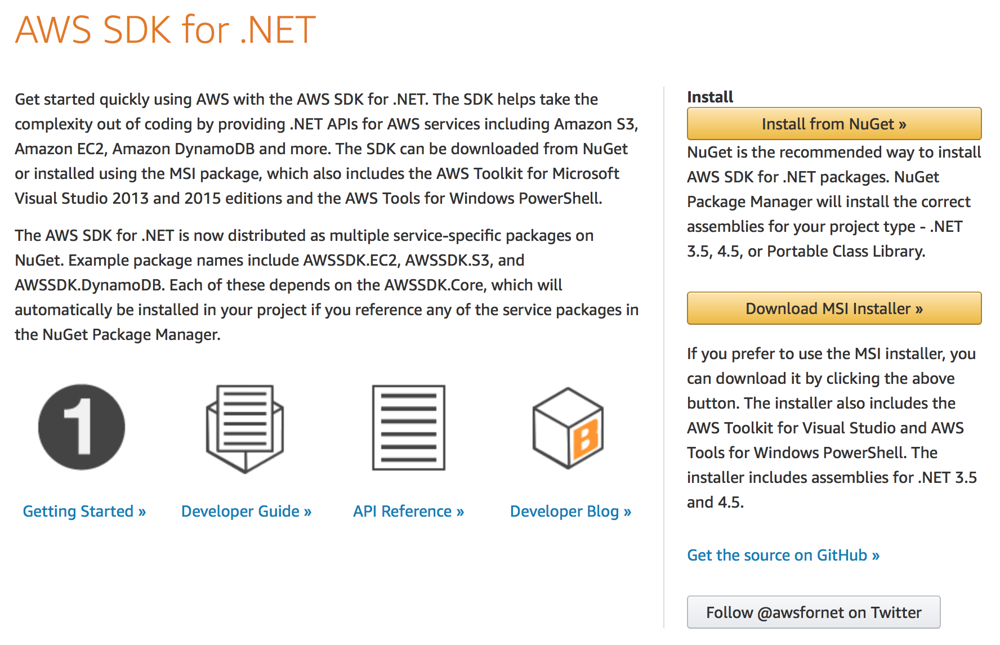 AWS SDK for .NET
Get started quickly using AWS with the AWS SDK for .NET. The SDK helps take the
complexity out of coding by providing .NET APIs for AWS services including Amazon S3,
Amazon EC2, Amazon DynamoDB and more. The SDK can be downloaded from NuGet
or installed using the MSI package, which also includes the AWS Toolkit for Microsoft
Visual Studio 2013 and 2015 editions and the AWS Tools for Windows PowerShell.
The AWS SDK for .NET is now distributed as multiple service-specific packages on
NuGet. Example package names include AWSSDK.EC2, AWSSDK.S3, and
AWSSDK.DynamoDB. Each of these depends on the AWSSDK.Core, which will
automatically be installed in your project if you reference any of the service packages in
the NuGet Package Manager.
1
B
Getting Started »
Developer Guide »
API Reference »
Developer Blog »
Install
Install from NuGet »
NuGet is the recommended way to install
AWS SDK for .NET packages. NuGet
Package Manager will install the correct
assemblies for your project type - .NET
3.5, 4.5, or Portable Class Library.
Download MSI Installer »
If you prefer to use the MSI installer, you
can download it by clicking the above
button. The installer also includes the
AWS Toolkit for Visual Studio and AWS
Tools for Windows PowerShell. The
installer includes assemblies for .NET 3.5
and 4.5.
Get the source on GitHub »
Follow @awsfornet on Twitter